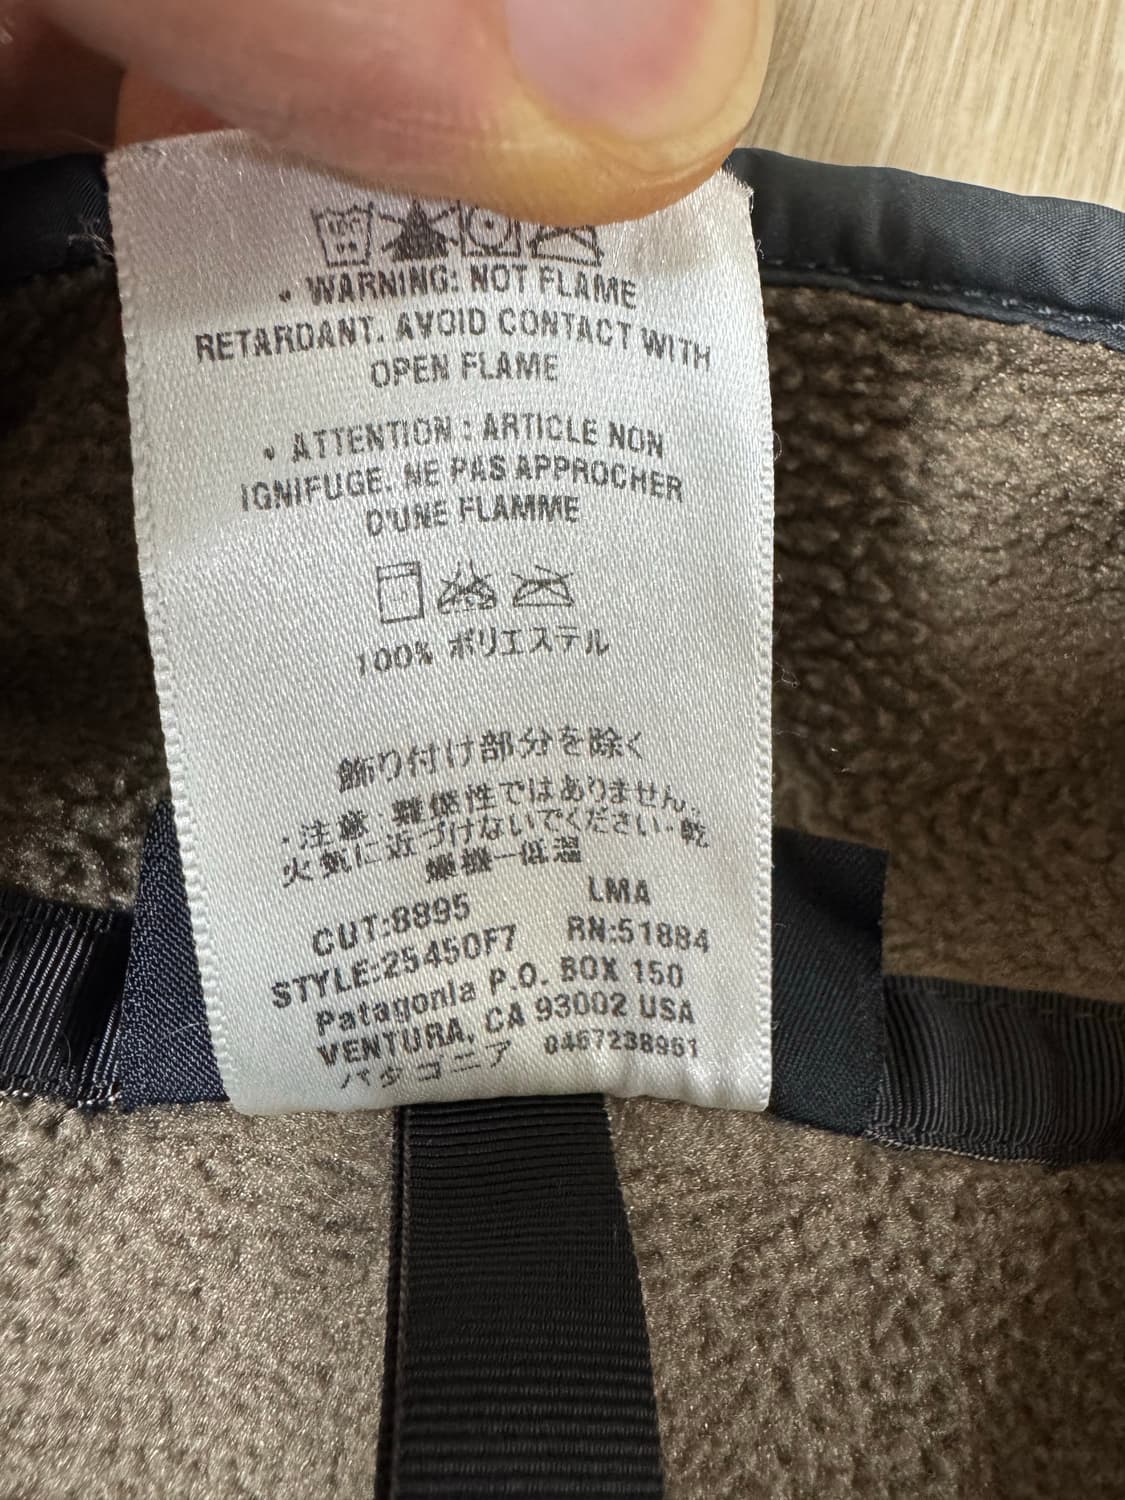 • WARNING: NOT FLAME
RETARDANT. AVOID CONTACT WITH
OPEN FLAME
• ATTENTION : ARTICLE NON
IGNIFUGE. NE PAS APPROCHER
D'UNE FLAMME
100% ポリエステル
飾り付け部分を除く
・注意：難燃性ではありません。
火気に近づけないでください・乾
燥機ー低温
CUT:8895 LMA
STYLE:25450F7 RN:51884
Patagonia P.O. BOX 150
VENTURA, CA 93002 USA
パタゴニア 0467238961